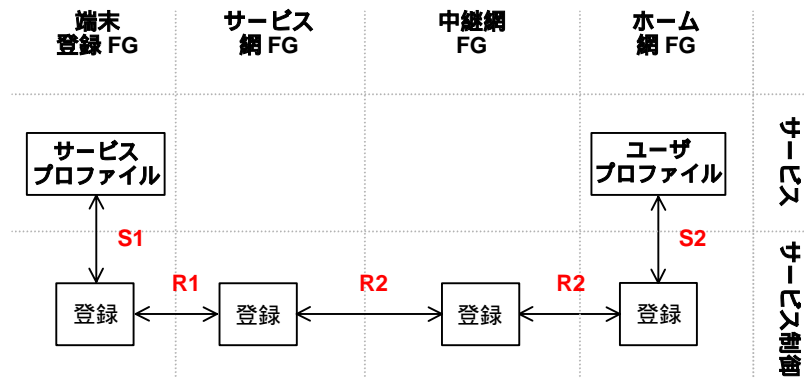 端末
登録 FG
サービス
網 FG
中継網
FG
ホーム
網 FG
サービス
プロファイル
ユーザ
プロファイル
サービス
S1
S2
R1
R2
R2
登録
登録
登録
登録
サービス制御